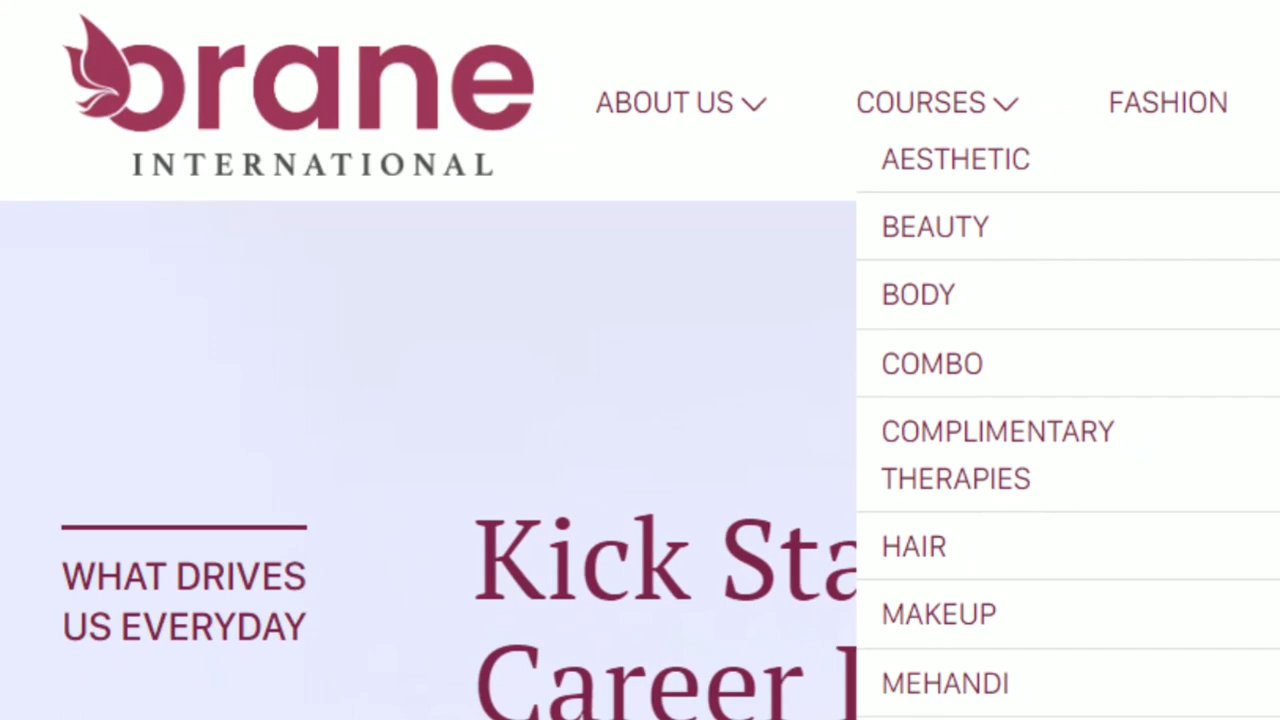 orane
INTERNATIONAL
ABOUT US
COURSES
FASHION
AESTHETIC
BEAUTY
BODY
COMBO
COMPLIMENTARY
THERAPIES
HAIR
MAKEUP
MEHANDI
WHAT DRIVES
US EVERYDAY
Kick Sta
Career